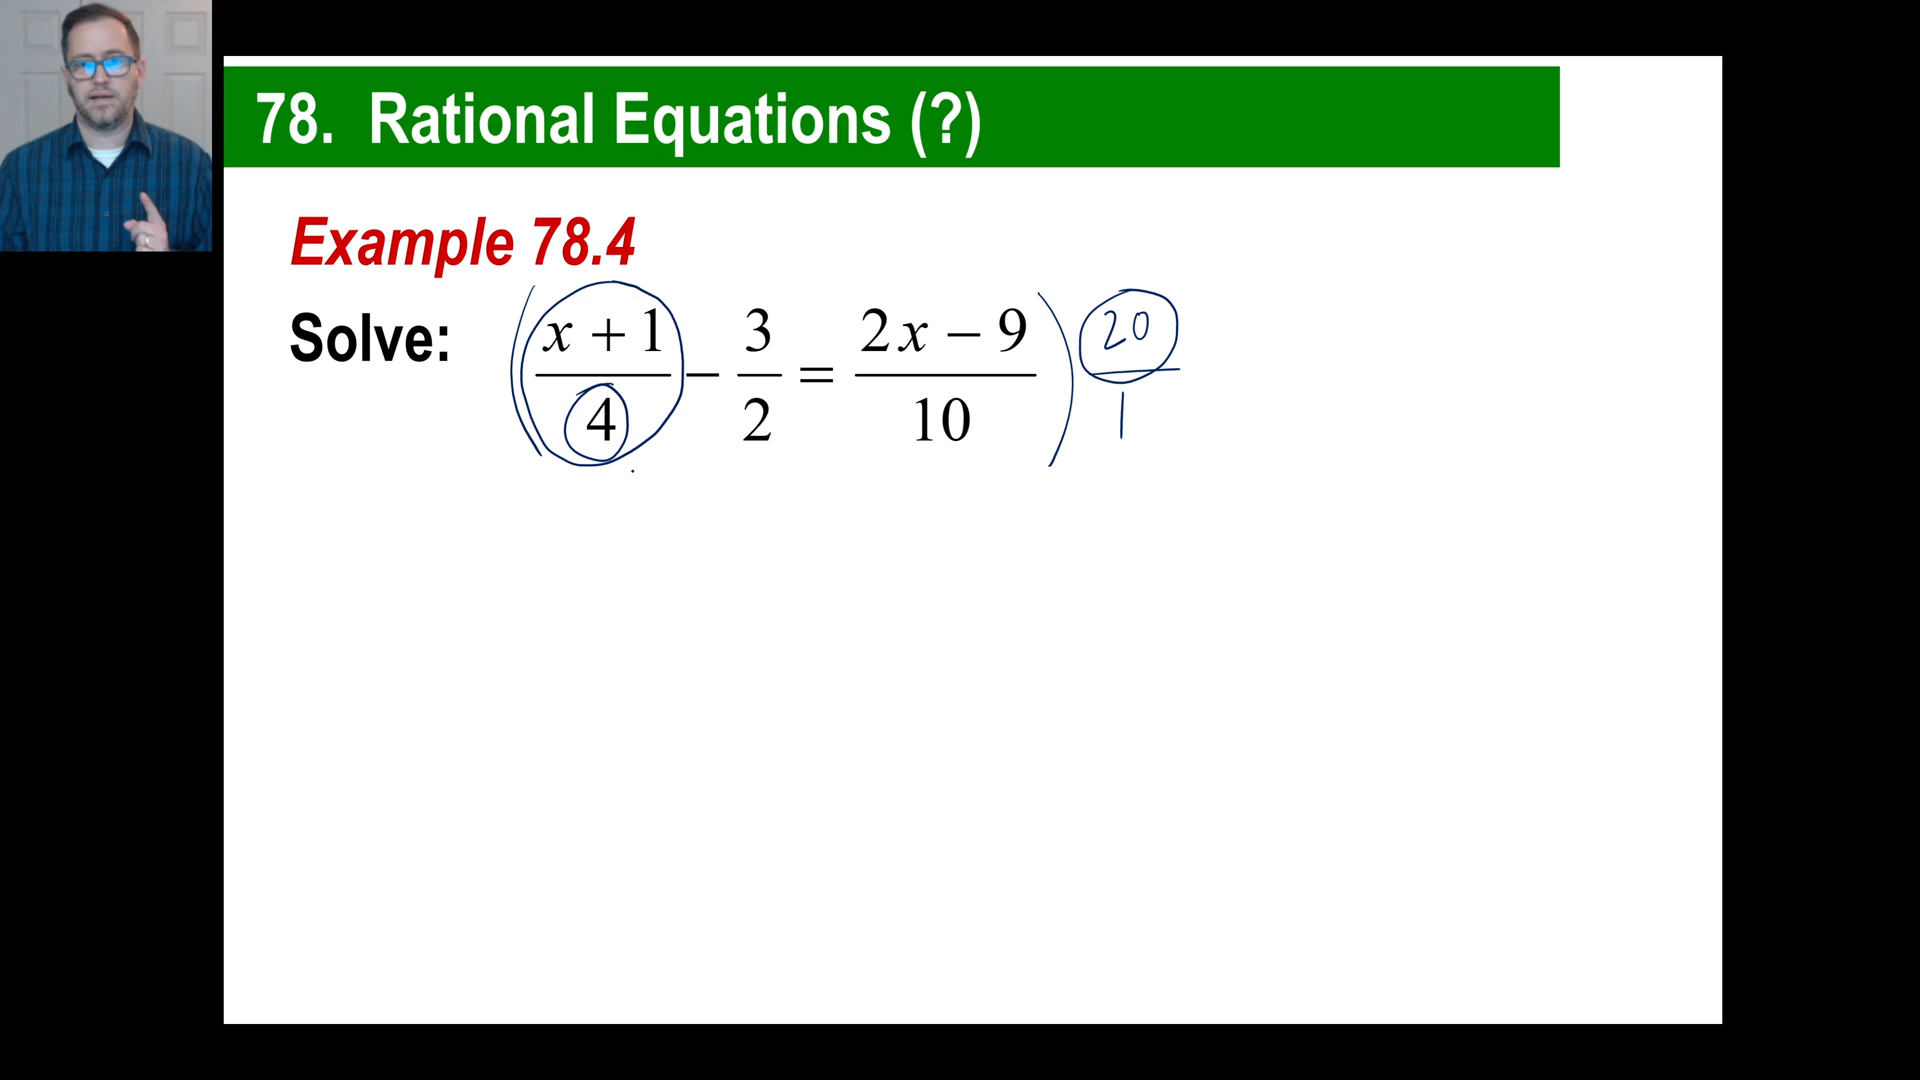 78. Rational Equations (?)
Example 78.4
Solve: ( (x + 1)/4 − 3/2 = (2x − 9)/10 ) 20/1